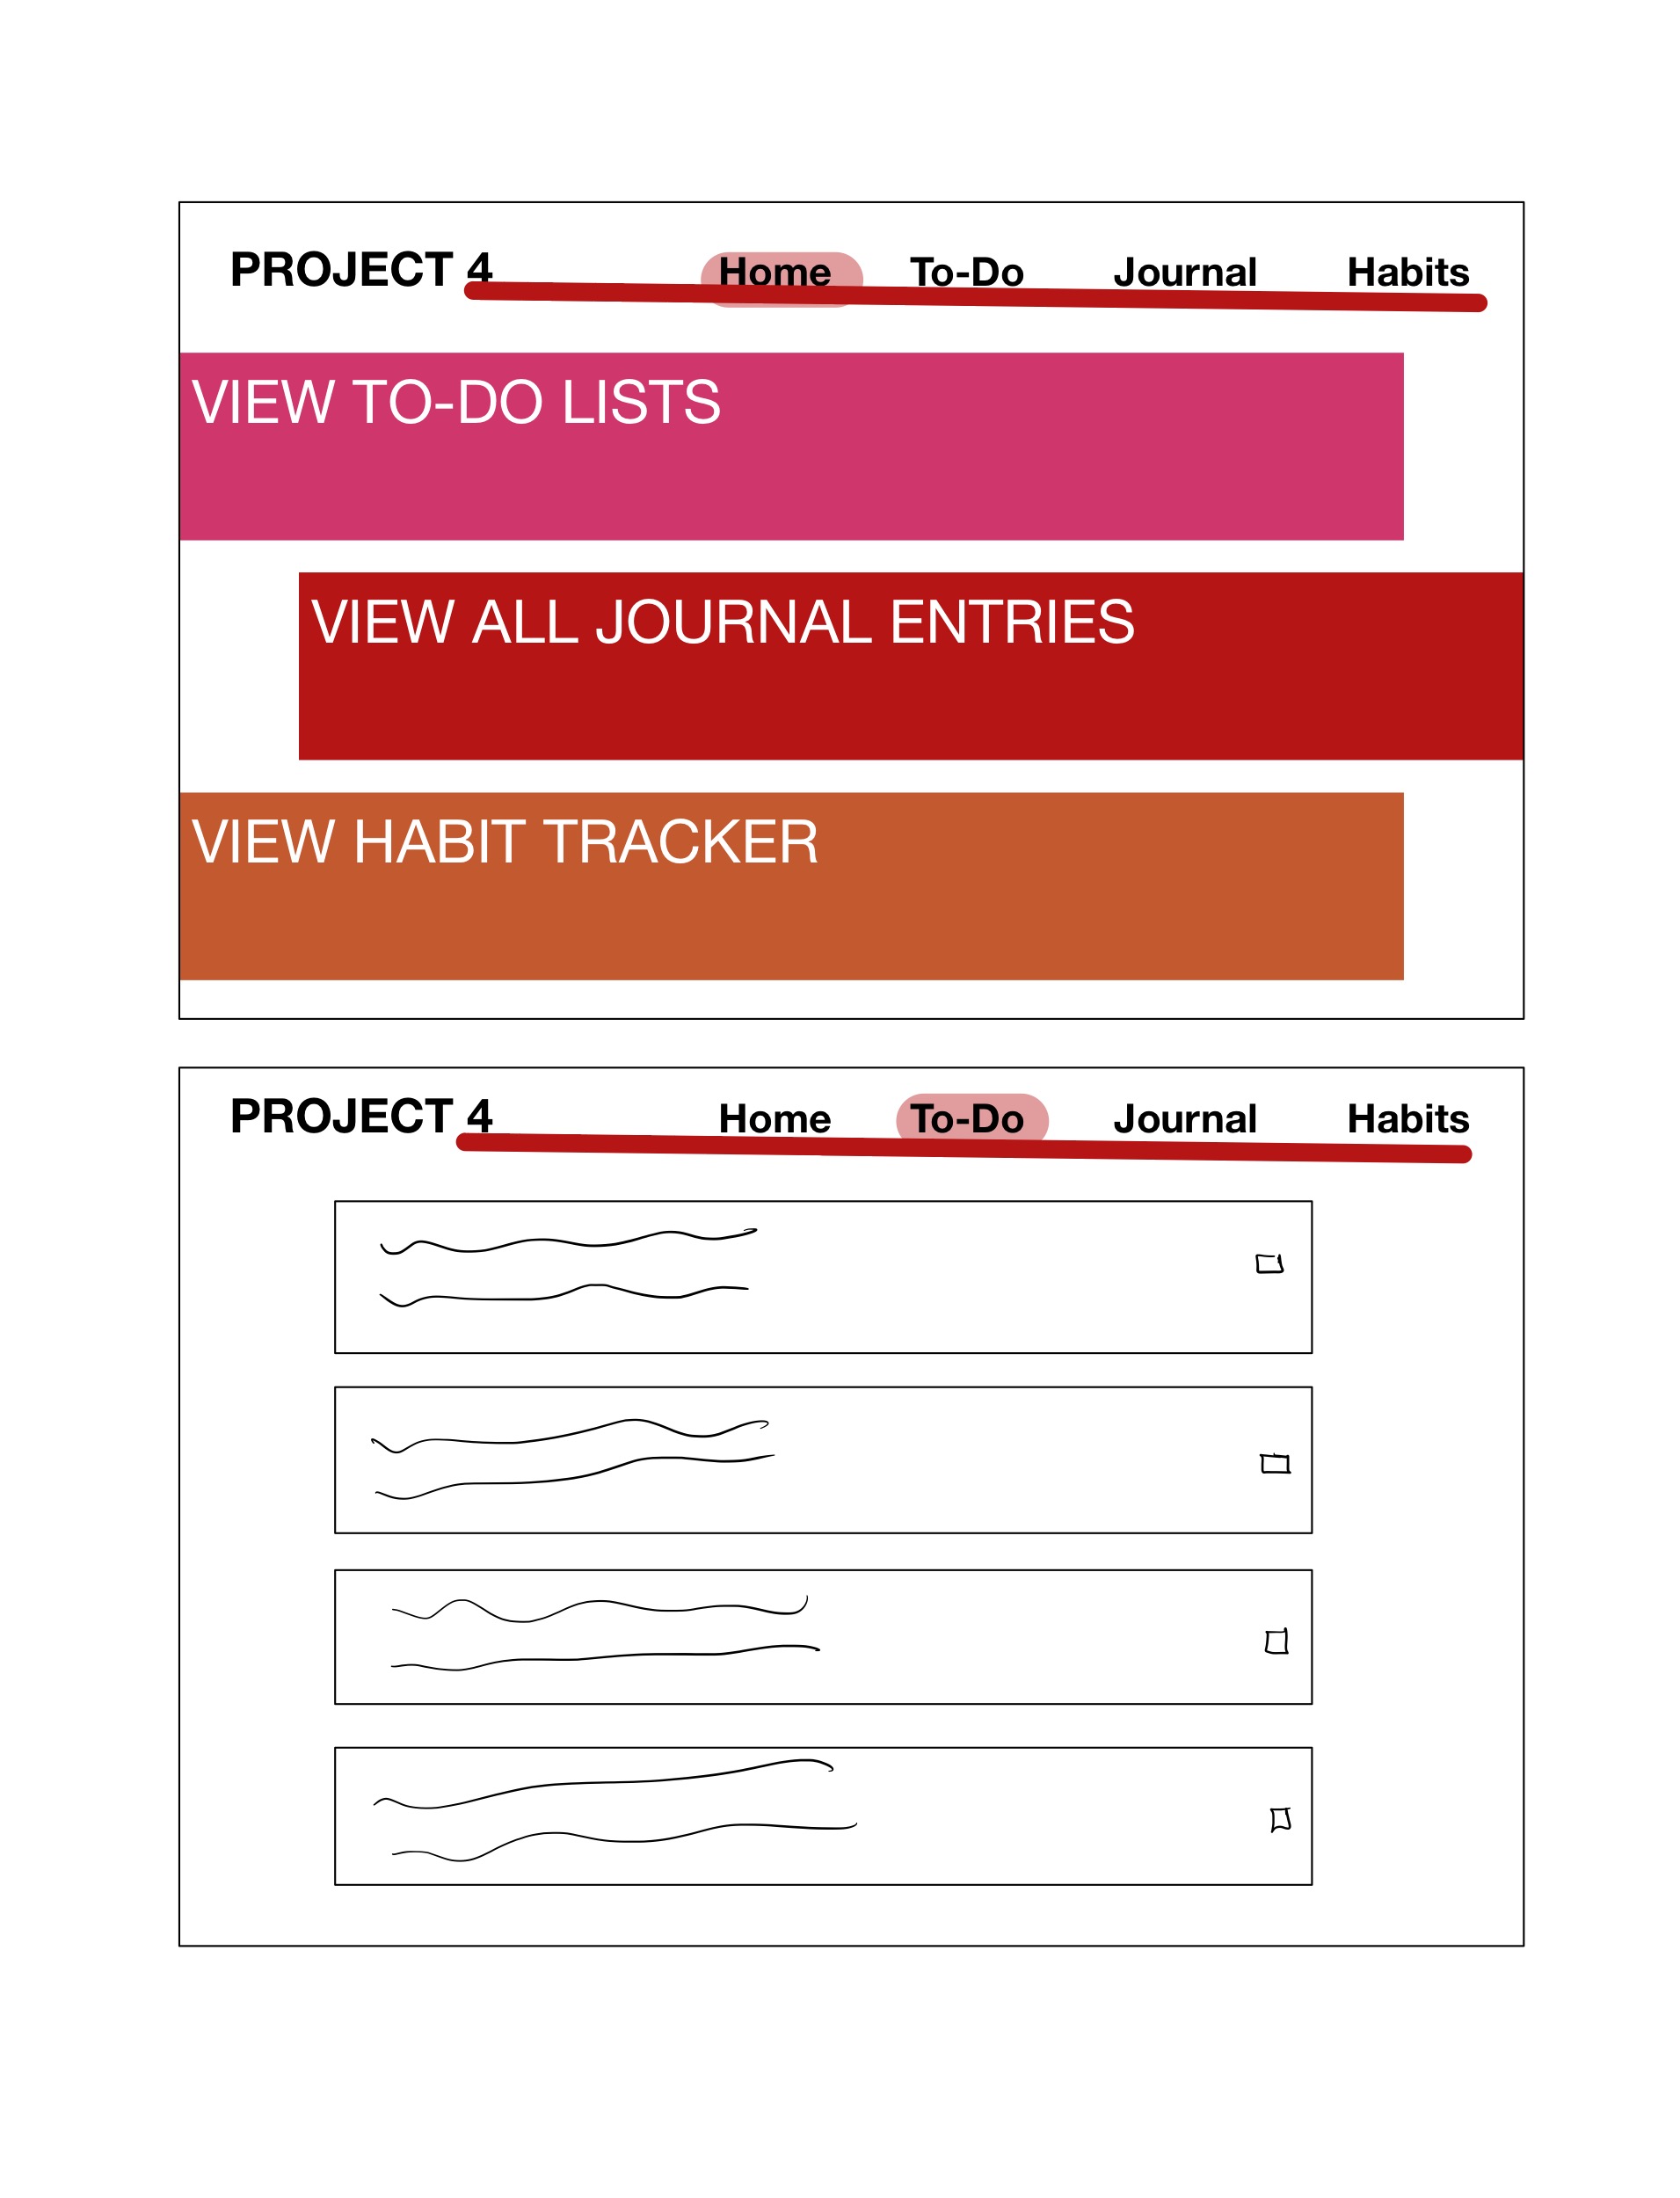 PROJECT 4 Home To-Do Journal Habits
VIEW TO-DO LISTS
VIEW ALL JOURNAL ENTRIES
VIEW HABIT TRACKER
PROJECT 4 Home To-Do Journal Habits